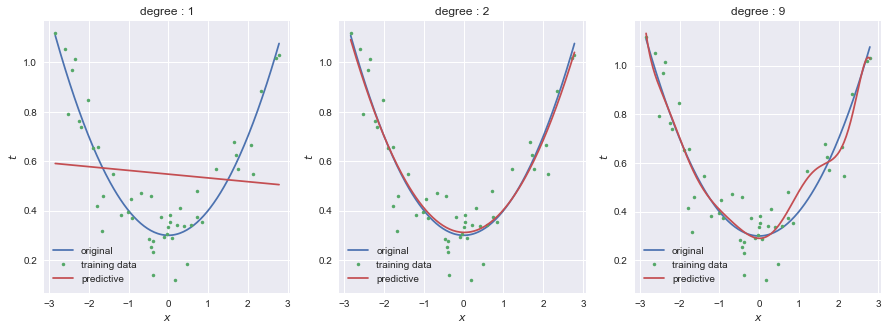 degree : 1
1.0
0.8
0.6
0.4
0.2
t
original
training data
predictive
−3 −2 −1 0 1 2 3
x
degree : 2
1.0
0.8
0.6
0.4
0.2
t
original
training data
predictive
−3 −2 −1 0 1 2 3
x
degree : 9
1.0
0.8
0.6
0.4
0.2
t
original
training data
predictive
−3 −2 −1 0 1 2 3
x